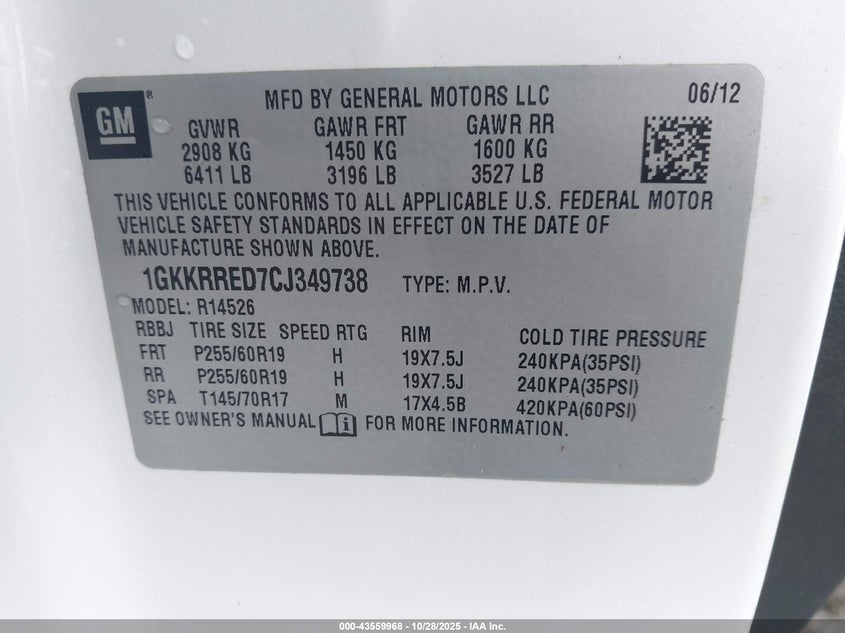 GM
MFD BY GENERAL MOTORS LLC 06/12
GVWR GAWR FRT GAWR RR
2908 KG 1450 KG 1600 KG
6411 LB 3196 LB 3527 LB
THIS VEHICLE CONFORMS TO ALL APPLICABLE U.S. FEDERAL MOTOR
VEHICLE SAFETY STANDARDS IN EFFECT ON THE DATE OF
MANUFACTURE SHOWN ABOVE.
1GKKRRED7CJ349738 TYPE: M.P.V.
MODEL: R14526
RBBJ TIRE SIZE SPEED RTG RIM COLD TIRE PRESSURE
FRT P255/60R19 H 19X7.5J 240KPA(35PSI)
RR P255/60R19 H 19X7.5J 240KPA(35PSI)
SPA T145/70R17 M 17X4.5B 420KPA(60PSI)
SEE OWNER'S MANUAL i FOR MORE INFORMATION.
000-43559968 | 10/28/2025 - IAA Inc.